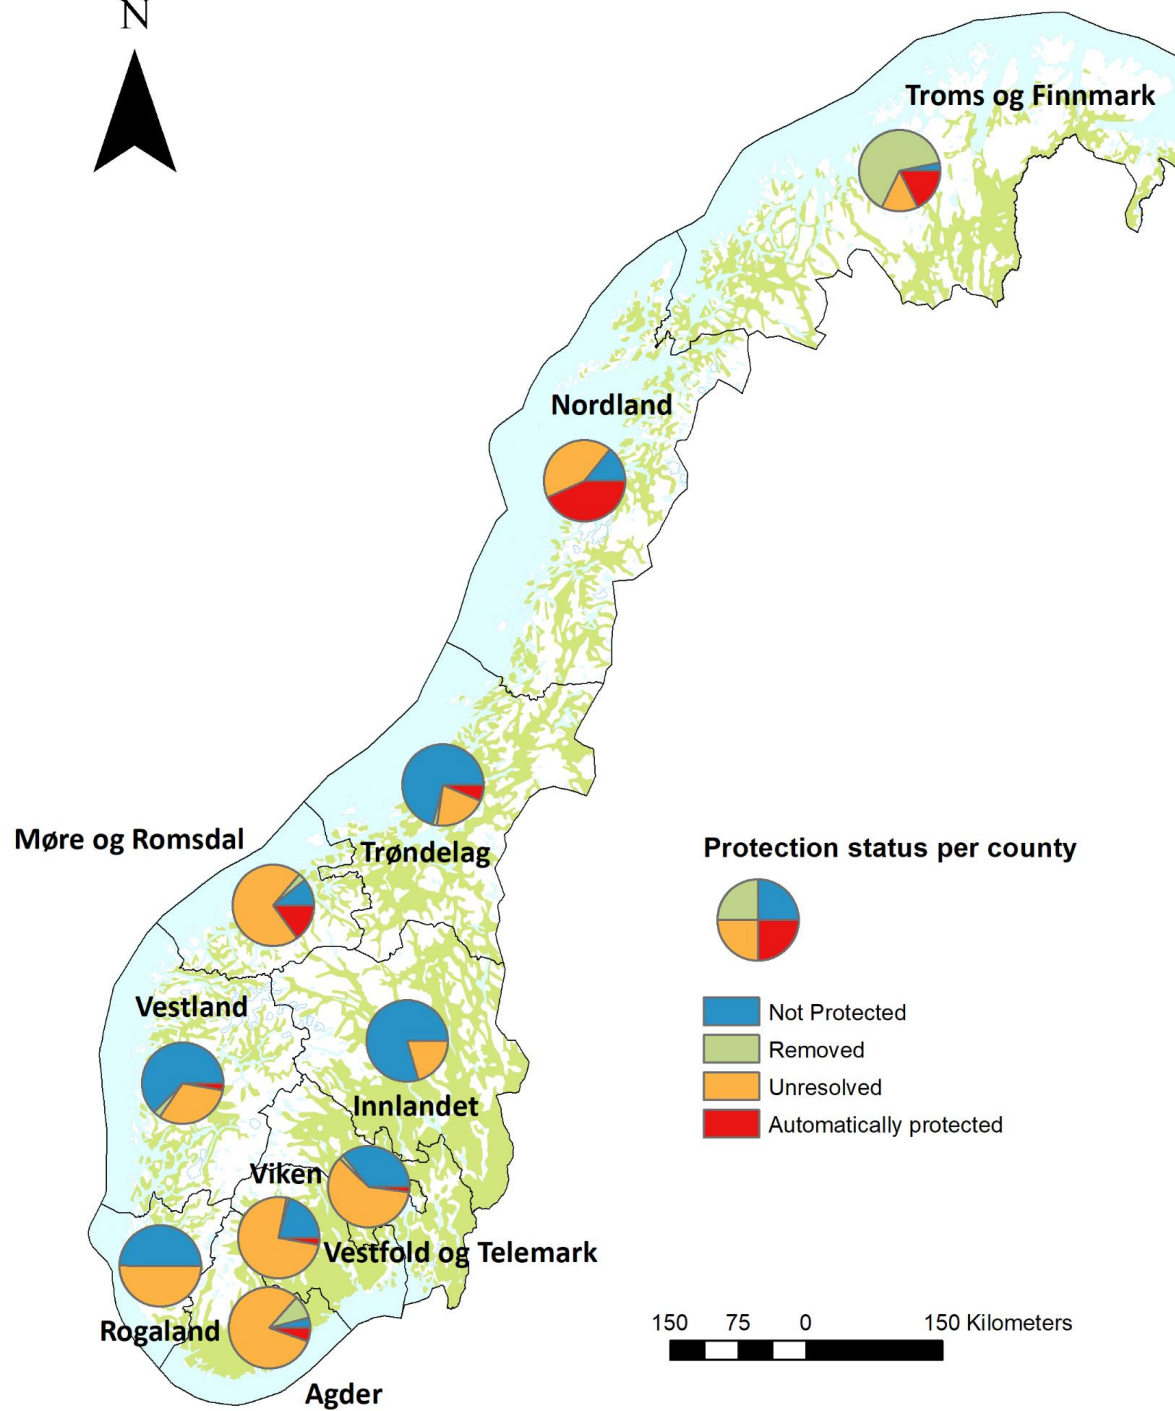 N
Troms og Finnmark
Nordland
Møre og Romsdal
Trøndelag
Protection status per county
Vestland
Not Protected
Removed
Unresolved
Automatically protected
Innlandet
Viken
Vestfold og Telemark
Rogaland
Agder
150 75 0 150 Kilometers